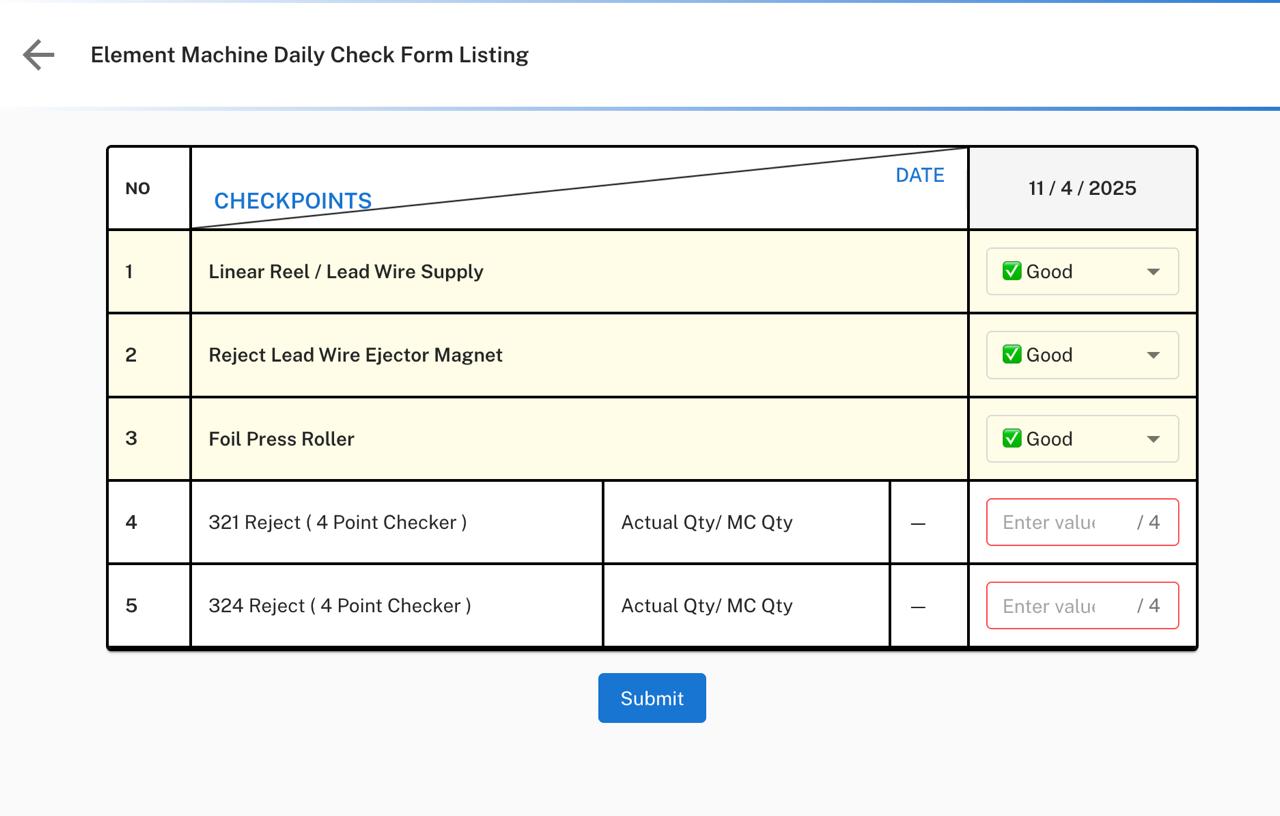 Element Machine Daily Check Form Listing
NO CHECKPOINTS DATE 11 / 4 / 2025
1 Linear Reel / Lead Wire Supply ✅ Good
2 Reject Lead Wire Ejector Magnet ✅ Good
3 Foil Press Roller ✅ Good
4 321 Reject ( 4 Point Checker ) Actual Qty/ MC Qty — Enter valu / 4
5 324 Reject ( 4 Point Checker ) Actual Qty/ MC Qty — Enter valu / 4
Submit